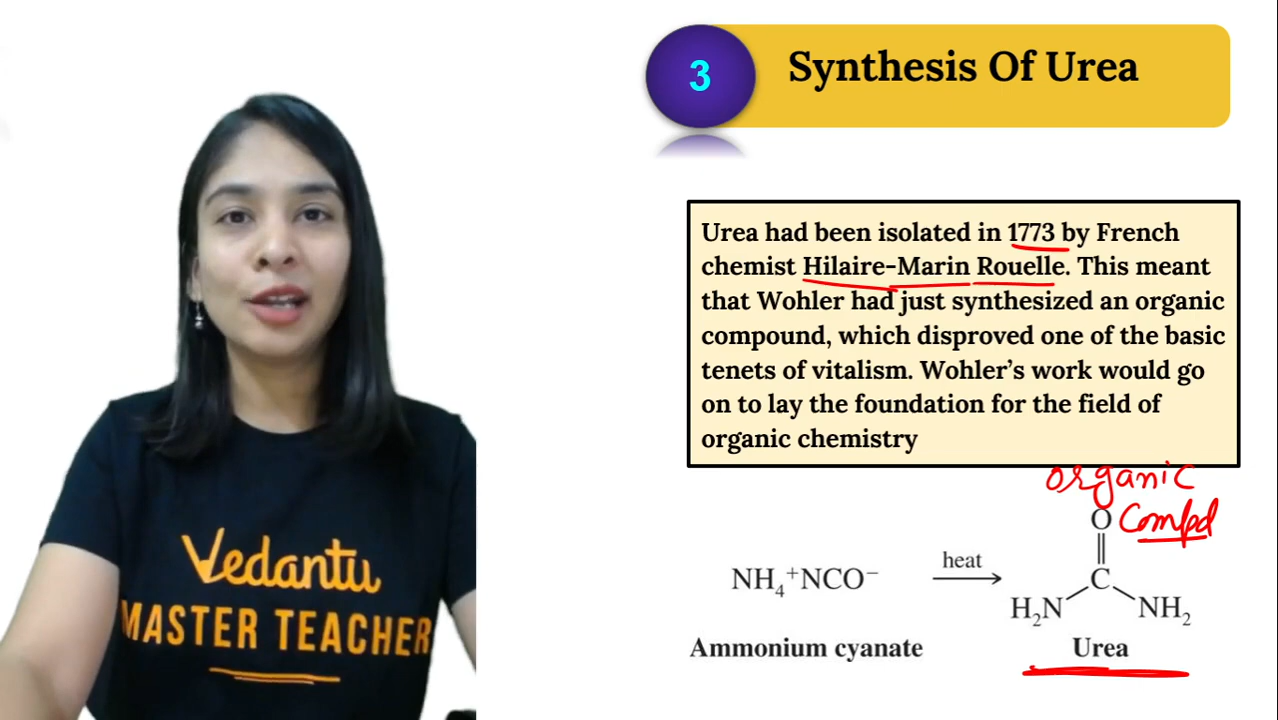 3
Synthesis Of Urea
Urea had been isolated in 1773 by French
chemist Hilaire-Marin Rouelle. This meant
that Wohler had just synthesized an organic
compound, which disproved one of the basic
tenets of vitalism. Wohler’s work would go
on to lay the foundation for the field of
organic chemistry
organic
Compd
O
NH₄⁺NCO⁻
heat
C
H₂N
NH₂
Ammonium cyanate
Urea
Vedantu
MASTER TEACHER